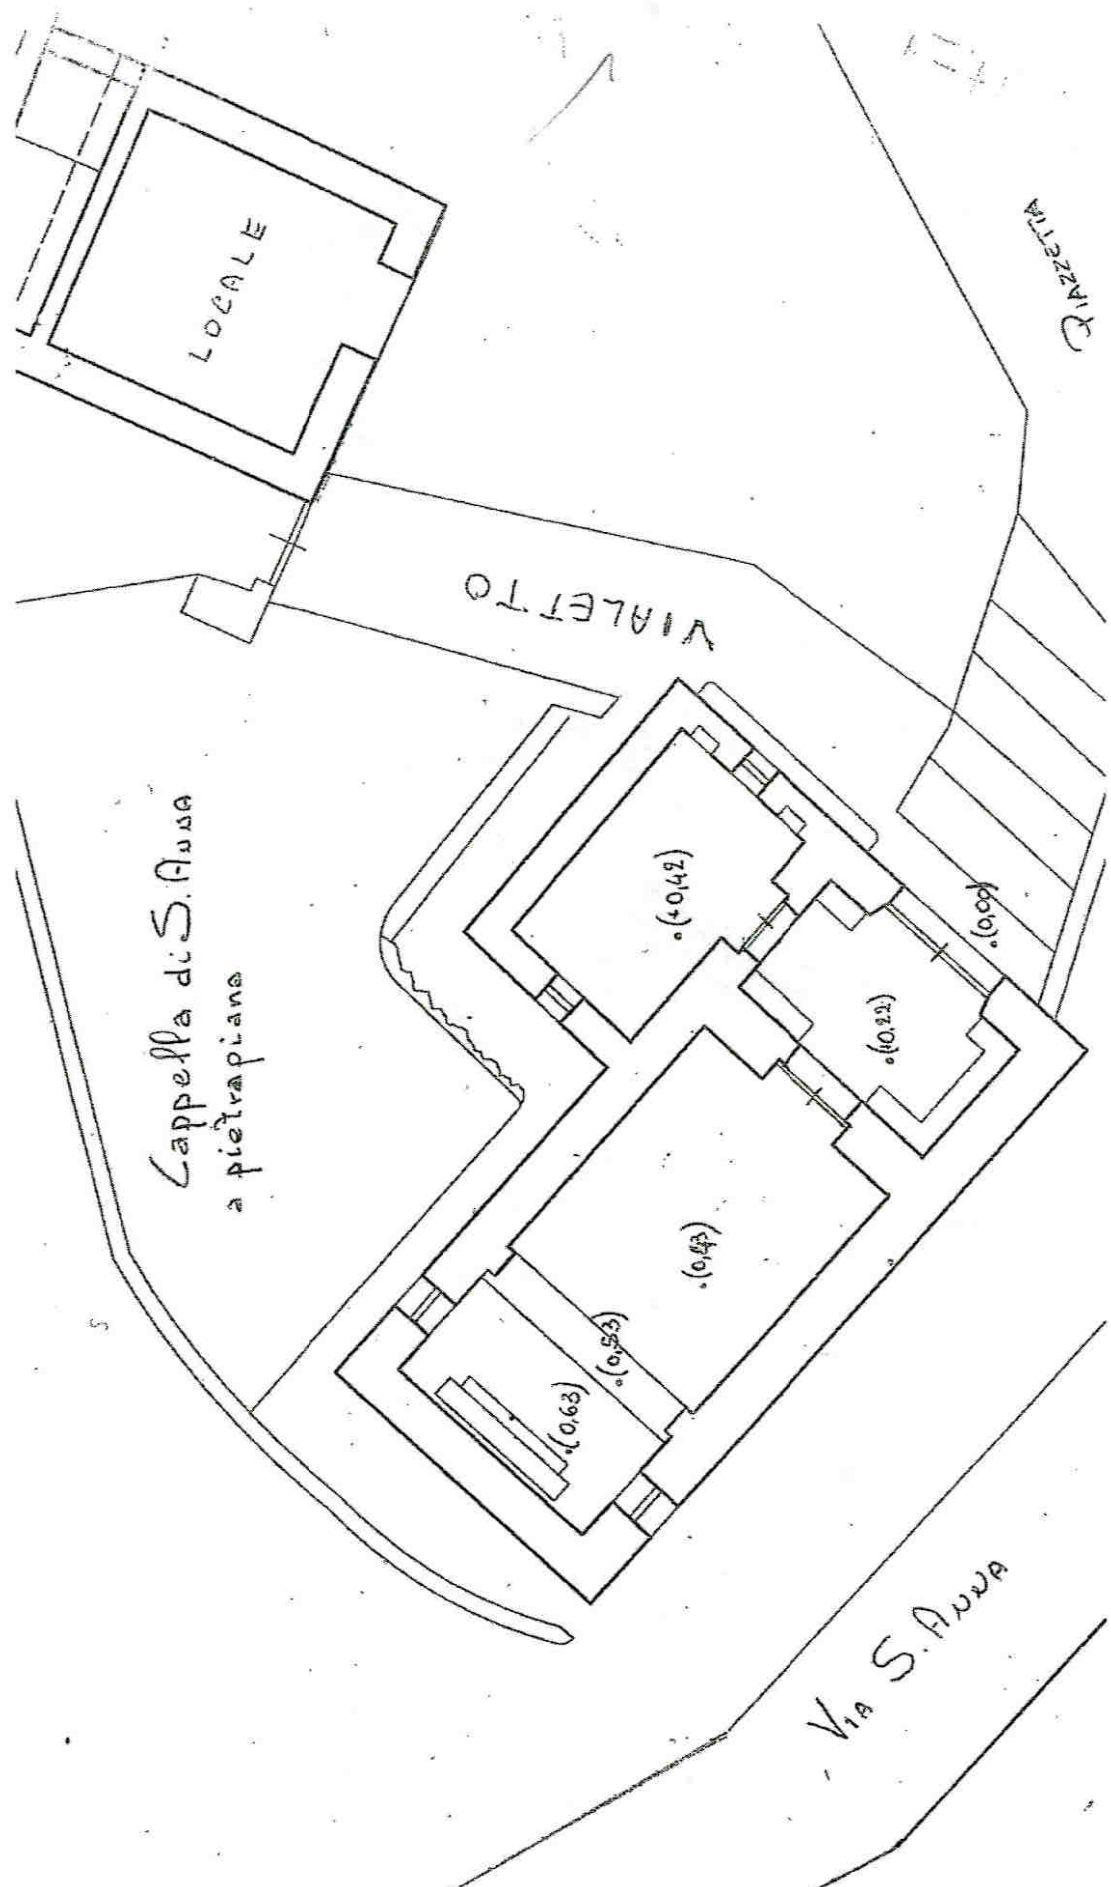 Cappella di S. Anna
a pietrapiana
LOCALE
VIALETTO
PIAZZETTA
(+0,42)
(0,00)
(+0,22)
(0,43)
(0,53)
(0,63)
Via S. Anna